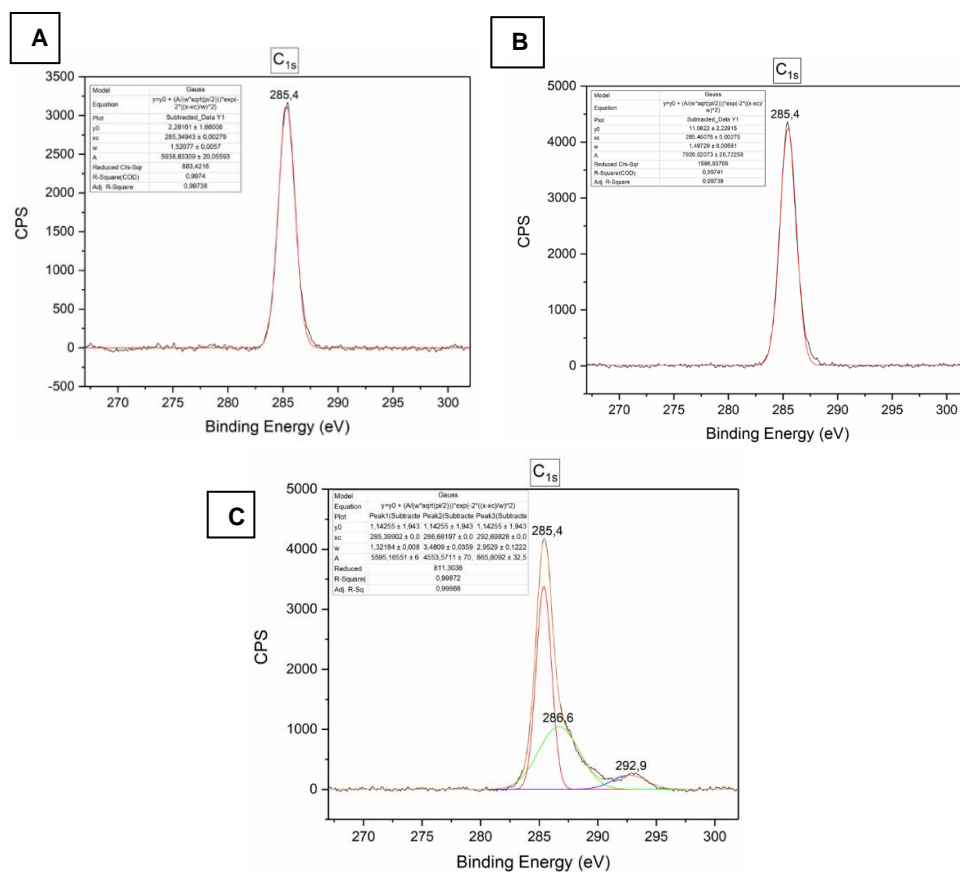 A
C1s
285,4
Model Gauss
Equation y=y0 + (A/(w*sqrt(pi/2)))*exp(-
2*((x-xc)/w)^2)
Plot Subtracted_Data Y1
y0 2,28161 ± 1,66006
xc 285,34943 ± 0,00279
w 1,52077 ± 0,0057
A 5938,83309 ± 20,05593
Reduced Chi-Sqr 883,4216
R-Square(COD) 0,9974
Adj. R-Square 0,99738
3500
3000
2500
2000
1500
1000
500
0
-500
CPS
270 275 280 285 290 295 300
Binding Energy (eV)
B
C1s
285,4
Model Gauss
Equation y=y0 + (A/(w*sqrt(pi/2)))*exp(-2*((x-xc)/
w)^2)
Plot Subtracted_Data Y1
y0 11,0622 ± 2,22915
xc 285,46076 ± 0,00275
w 1,49729 ± 0,00561
A 7926,62073 ± 26,72258
Reduced Chi-Sqr 1596,03709
R-Square(COD) 0,99741
Adj. R-Square 0,99739
5000
4000
3000
2000
1000
0
CPS
270 275 280 285 290 295 300
Binding Energy (eV)
C
C1s
285,4
286,6
292,9
Model Gauss
Equation y=y0 + (A/(w*sqrt(pi/2)))*exp(-2*((x-xc)/w)^2)
Plot Peak1(Subtracte Peak2(Subtracte Peak3(Subtracte
y0 1,14255 ± 1,943 1,14255 ± 1,943 1,14255 ± 1,943
xc 285,39902 ± 0,0 286,68197 ± 0,0 292,69828 ± 0,0
w 1,32184 ± 0,008 3,4809 ± 0,0359 2,9529 ± 0,1222
A 5595,16551 ± 6 4553,5711 ± 70, 865,8092 ± 32,5
Reduced 811,3038
R-Square( 0,99872
Adj. R-Sq 0,99868
5000
4000
3000
2000
1000
0
CPS
270 275 280 285 290 295 300
Binding Energy (eV)